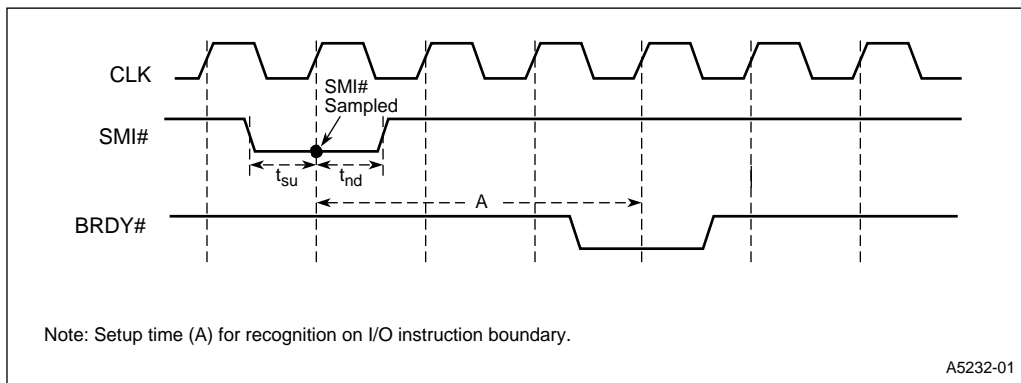 CLK
SMI#
Sampled
SMI#
tsu
tnd
A
BRDY#
Note: Setup time (A) for recognition on I/O instruction boundary.
A5232-01